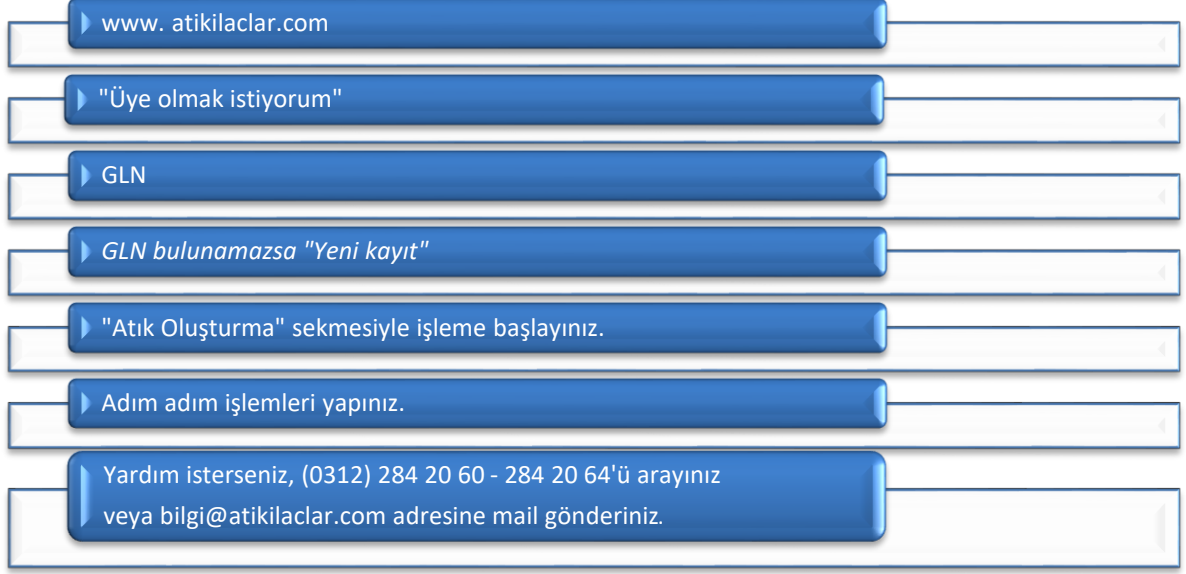 www. atikilaclar.com
"Üye olmak istiyorum"
GLN
GLN bulunamazsa "Yeni kayıt"
"Atık Oluşturma" sekmesiyle işleme başlayınız.
Adım adım işlemleri yapınız.
Yardım isterseniz, (0312) 284 20 60 - 284 20 64'ü arayınız
veya bilgi@atikilaclar.com adresine mail gönderiniz.